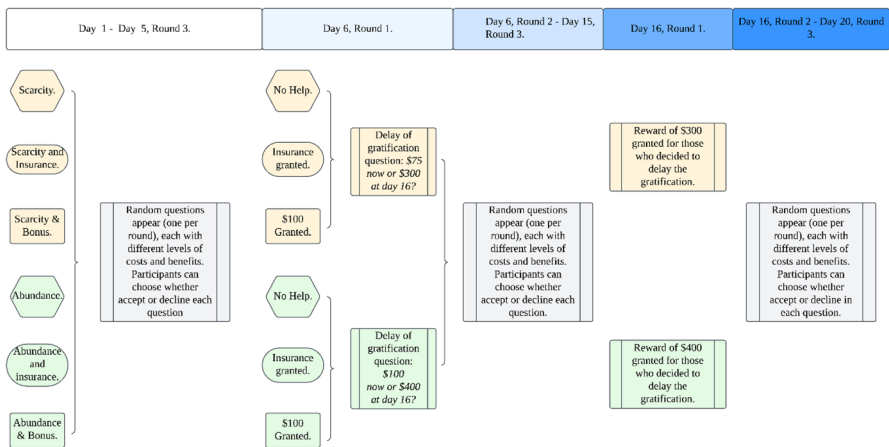 Day 1 - Day 5, Round 3.
Day 6, Round 1.
Day 6, Round 2 - Day 15,
Round 3.
Day 16, Round 1.
Day 16, Round 2 - Day 20, Round
3.
Scarcity.
Scarcity and
Insurance.
Scarcity &
Bonus.
Abundance.
Abundance
and
insurance.
Abundance
& Bonus.
Random questions
appear (one per
round), each with
different levels of
costs and benefits.
Participants can
choose whether
accept or decline each
question
No Help.
Insurance
granted.
$100
Granted.
No Help.
Insurance
granted.
$100
Granted.
Delay of
gratification
question: $75
now or $300
at day 16?
Delay of
gratification
question:
$100
now or $400
at day 16?
Random questions
appear (one per
round), each with
different levels of
costs and benefits.
Participants can
choose whether
accept or decline each
question.
Reward of $300
granted for those
who decided to
delay the
gratification.
Reward of $400
granted for those
who decided to
delay the
gratification.
Random questions
appear (one per
round), each with
different levels of
costs and benefits.
Participants can
choose whether
accept or decline in
each question.